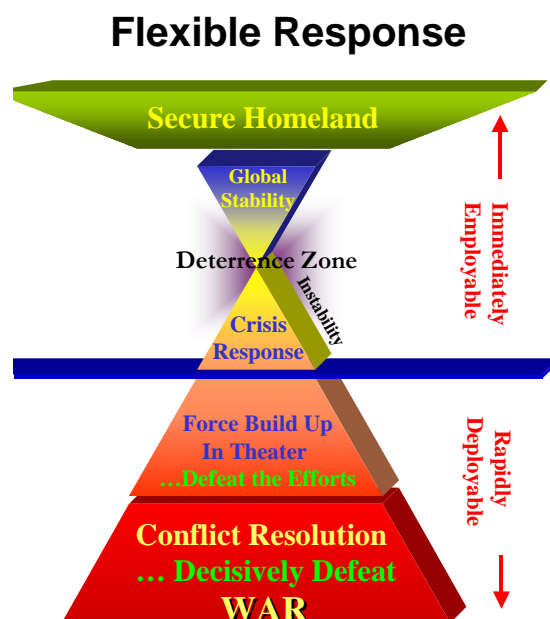 Flexible Response
Secure Homeland
Global
Stability
Deterrence Zone
Instability
Crisis
Response
Immediately
Employable
Force Build Up
In Theater
…Defeat the Efforts
Rapidly
Deployable
Conflict Resolution
… Decisively Defeat
WAR